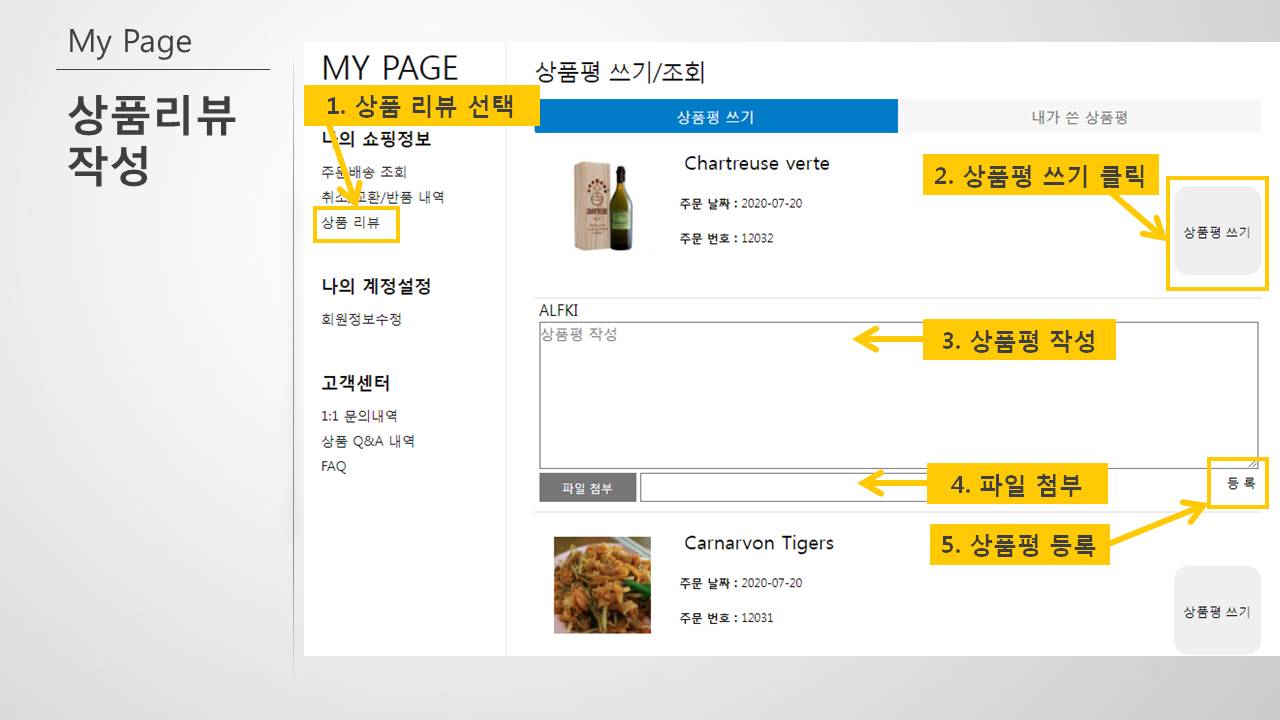 My Page
상품리뷰
작성
MY PAGE
1. 상품 리뷰 선택
나의 쇼핑정보
주문배송 조회
취소/교환/반품 내역
상품 리뷰
나의 계정설정
회원정보수정
고객센터
1:1 문의내역
상품 Q&A 내역
FAQ
상품평 쓰기/조회
상품평 쓰기
내가 쓴 상품평
Chartreuse verte
주문 날짜 : 2020-07-20
주문 번호 : 12032
2. 상품평 쓰기 클릭
상품평 쓰기
ALFKI
상품평 작성
3. 상품평 작성
파일 첨부
4. 파일 첨부
등 록
5. 상품평 등록
Carnarvon Tigers
주문 날짜 : 2020-07-20
주문 번호 : 12031
상품평 쓰기
CHARTREUSE